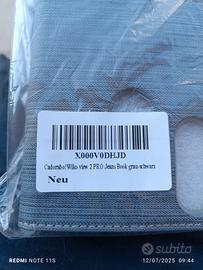 X000V0DHJD
Cadorabo! Wiko view 2 PRO Jeans Book grau-schwarz
Neu
REDMI NOTE 11S
12/07/2025 09:44
subito